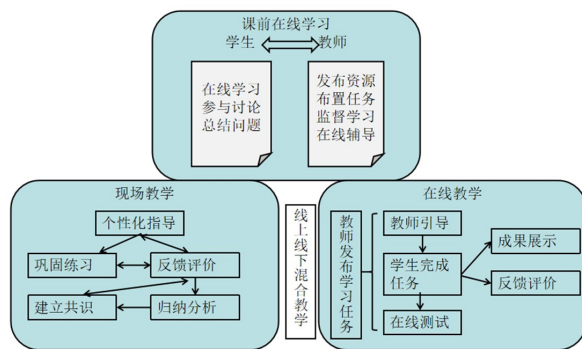 课前在线学习
学生 教师
在线学习
参与讨论
总结问题
发布资源
布置任务
监督学习
在线辅导
现场教学
个性化指导
巩固练习
反馈评价
建立共识
归纳分析
线上线下混合教学
在线教学
教师发布学习任务
教师引导
学生完成
任务
在线测试
成果展示
反馈评价